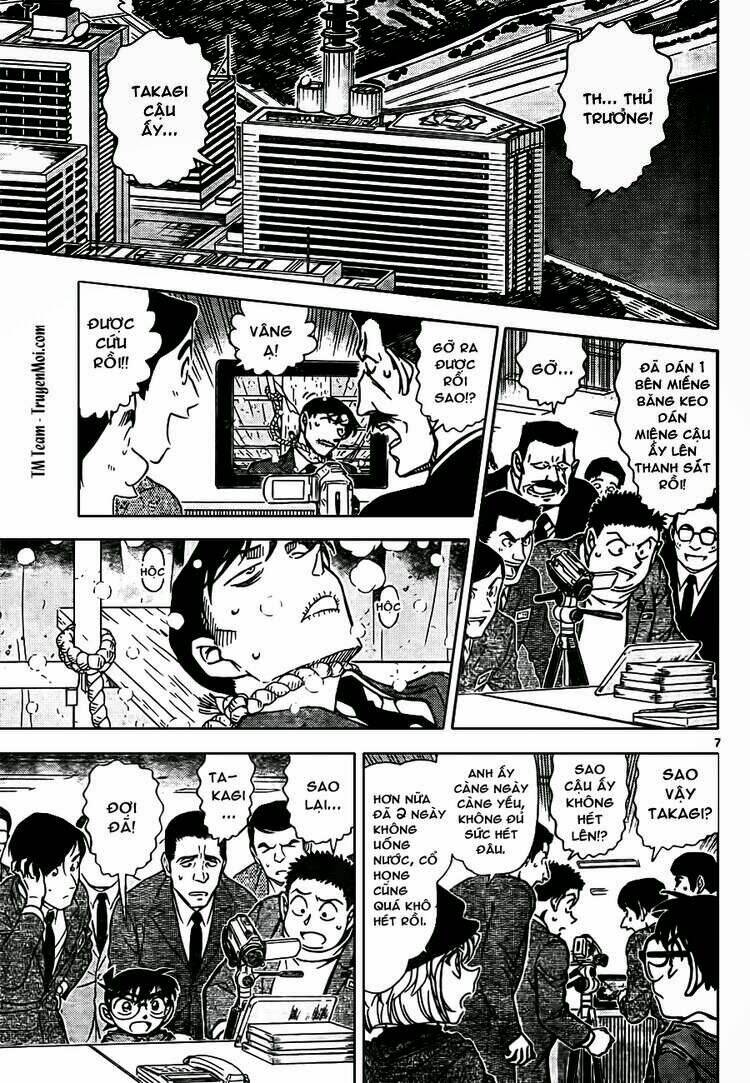 TH... THỦ
TRƯỞNG!
TAKAGI
CẬU
ẤY...
ĐÃ DÁN 1
BÊN MIẾNG
BĂNG KEO
DÁN
MIỆNG CẬU
ẤY LÊN
THANH SẮT
RỒI!
GỠ...
GỠ RA
ĐƯỢC
RỒI
SAO!?
VÂNG
Ạ!
ĐƯỢC
CỨU
RỒI!!
TM Team - TruyenMoi.com
HỘC
HỘC
7
SAO
VẬY
TAKAGI?
SAO
CẬU ẤY
KHÔNG
HÉT
LÊN!?
ANH ẤY
CÀNG NGÀY
CÀNG YẾU,
KHÔNG ĐỦ
SỨC HÉT
ĐÂU.
HƠN NỮA
ĐÃ 2 NGÀY
KHÔNG
UỐNG
NƯỚC, CỔ
HỌNG
CŨNG
QUÁ KHÔ
HÉT RỒI.
SAO
LẠI...
TA-
KAGI...
ĐỢI
ĐÃ!